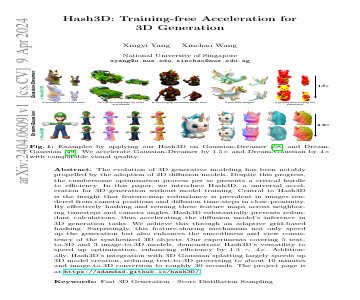 Hash3D: Training-free Acceleration for
3D Generation
Xingyi Yang Xinchao Wang
National University of Singapore
xyang@u.nus.edu, xinchao@nus.edu.sg
[cs.CV] 9 Apr 2024
Fig. 1: Examples by applying our Hash3D on Gaussian-Dreamer and Dream-
Gaussian. We accelerate Gaussian-Dreamer by 1.5× and Dream-Gaussian by 4×
with comparable visual quality.
Abstract. The evolution of 3D generative modeling has been notably
propelled by the adoption of 2D diffusion models. Despite this progress,
the cumbersome optimization process per se presents a critical hurdle
to efficiency. In this paper, we introduce Hash3D, a universal accel-
eration for 3D generation without model training. Central to Hash3D
is the insight that feature-map redundancy is prevalent in images ren-
dered from camera positions and diffusion time-steps in close proximity.
By effectively hashing and reusing these feature maps across neighbor-
ing timesteps and camera angles, Hash3D substantially prevents redun-
dant calculations, thus accelerating the diffusion model's inference in
3D generation tasks. We achieve this through an adaptive grid-based
hashing. Surprisingly, this feature-sharing mechanism not only speed
up the generation but also enhances the smoothness and view consis-
tency of the synthesized 3D objects. Our experiments covering 5 text-
to-3D and 3 image-to-3D models, demonstrate Hash3D's versatility to
speed up optimization, enhancing efficiency by 1.3 ∼ 4×. Addition-
ally, Hash3D's integration with 3D Gaussian splatting largely speeds up
3D model creation, reducing text-to-3D processing to about 10 minutes
and image-to-3D conversion to roughly 30 seconds. The project page is
at https://adamdad.github.io/hash3D/.
Keywords: Fast 3D Generation · Score Distillation Sampling